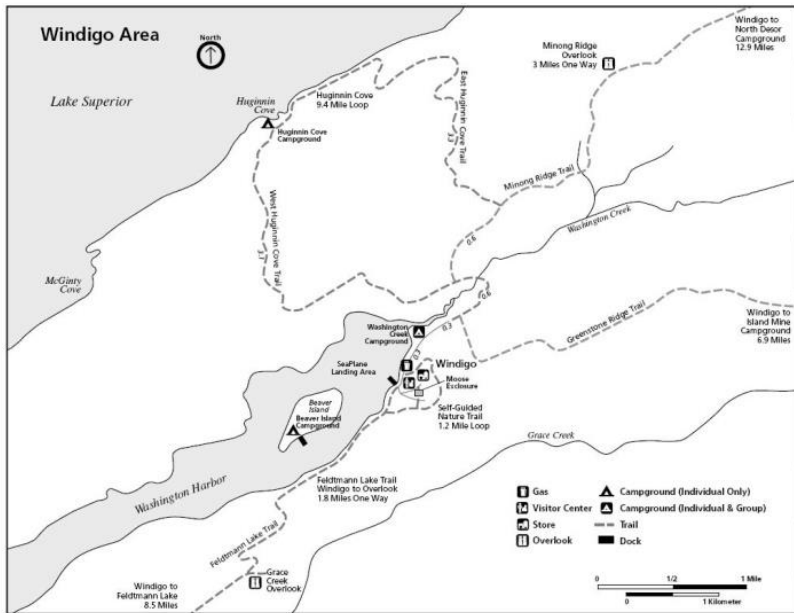 Windigo Area
North
Lake Superior
Huginnin
Cove
Huginnin Cove
Campground
Huginnin Cove
9.4 Mile Loop
East Huginnin Cove Trail
3.3
Minong Ridge
Overlook
3 Miles One Way
Windigo to
North Desor
Campground
12.9 Miles
Minong Ridge Trail
0.6
Washington Creek
West Huginnin Cove Trail
3.7
McGinty
Cove
0.6
0.3
0.3
Greenstone Ridge Trail
Windigo to
Island Mine
Campground
6.9 Miles
Washington
Creek
Campground
SeaPlane
Landing Area
Windigo
Moose
Exclosure
Beaver
Island
Beaver Island
Campground
Self-Guided
Nature Trail
1.2 Mile Loop
Grace Creek
Washington Harbor
Feldtmann Lake Trail
Windigo to Overlook
1.8 Miles One Way
Feldtmann Lake Trail
Grace
Creek
Overlook
Windigo to
Feldtmann Lake
8.5 Miles
Gas
Visitor Center
Store
Overlook
Campground (Individual Only)
Campground (Individual & Group)
Trail
Dock
0 1/2 1 Mile
0 1 Kilometer